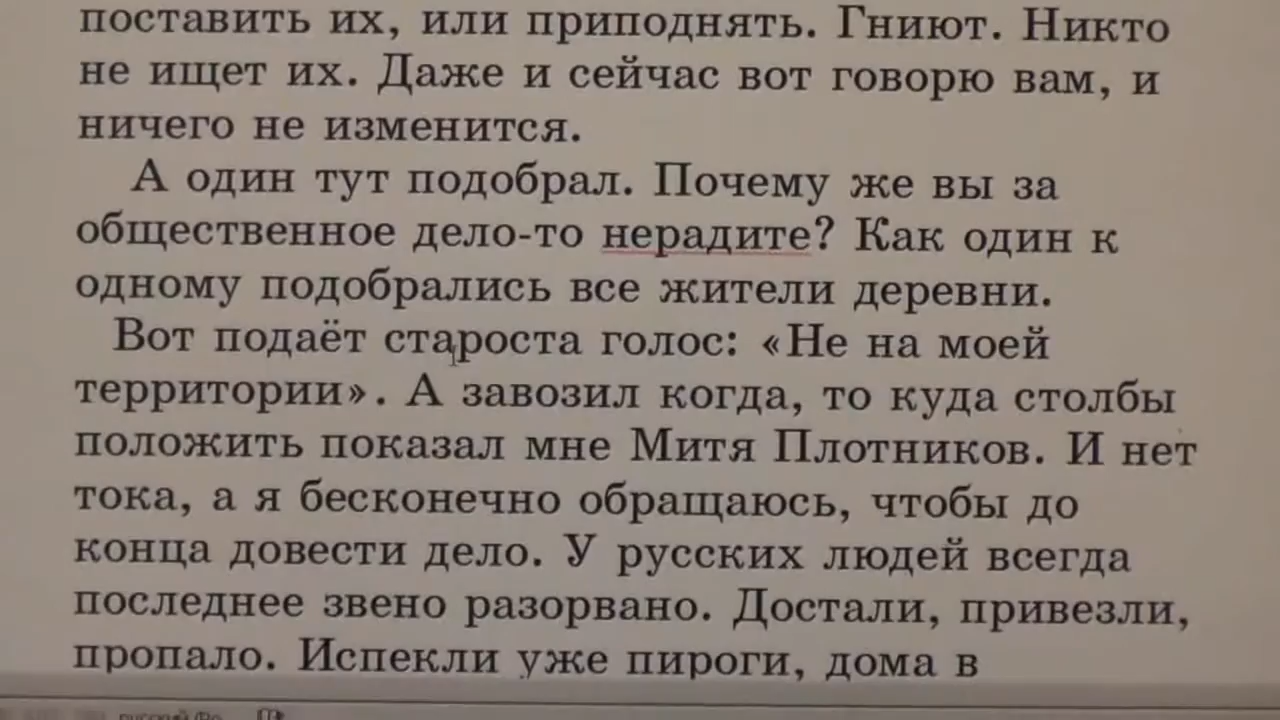 поставить их, или приподнять. Гниют. Никто
не ищет их. Даже и сейчас вот говорю вам, и
ничего не изменится.
А один тут подобрал. Почему же вы за
общественное дело-то нерадите? Как один к
одному подобрались все жители деревни.
Вот подаёт староста голос: «Не на моей
территории». А завозил когда, то куда столбы
положить показал мне Митя Плотников. И нет
тока, а я бесконечно обращаюсь, чтобы до
конца довести дело. У русских людей всегда
последнее звено разорвано. Достали, привезли,
пропало. Испекли уже пироги, дома в